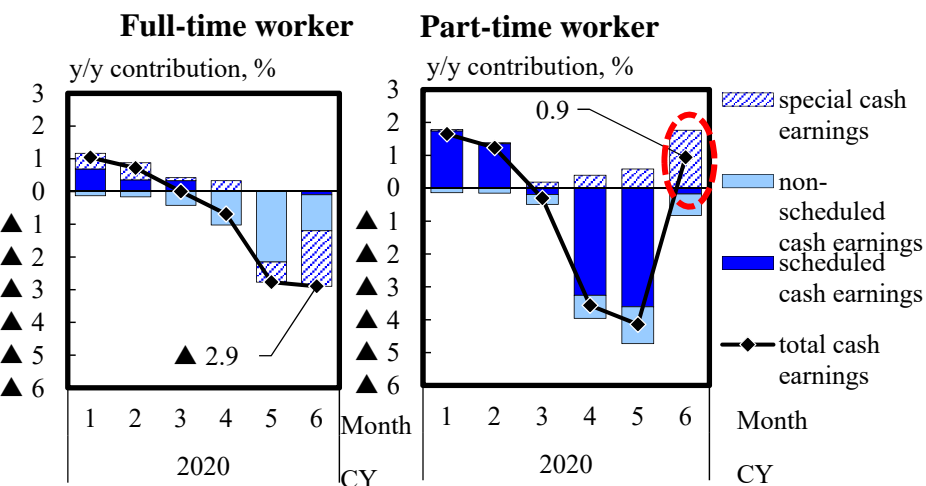 Full-time worker
y/y contribution, %
3
2
1
0
▲ 1
▲ 2
▲ 3
▲ 4
▲ 5
▲ 6
▲ 2.9
1 2 3 4 5 6 Month
2020
CY
Part-time worker
y/y contribution, %
3
2
1
0
▲ 1
▲ 2
▲ 3
▲ 4
▲ 5
▲ 6
0.9
1 2 3 4 5 6 Month
2020
CY
special cash
earnings
non-
scheduled
cash earnings
scheduled
cash earnings
total cash
earnings